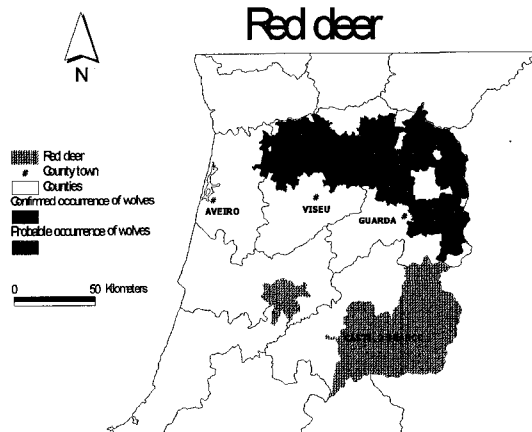 Red deer
N
Red deer
# County town
Counties
Confirmed occurrence of wolves
Probable occurrence of wolves
0 50 Kilometers
# AVEIRO
# VISEU
GUARDA #